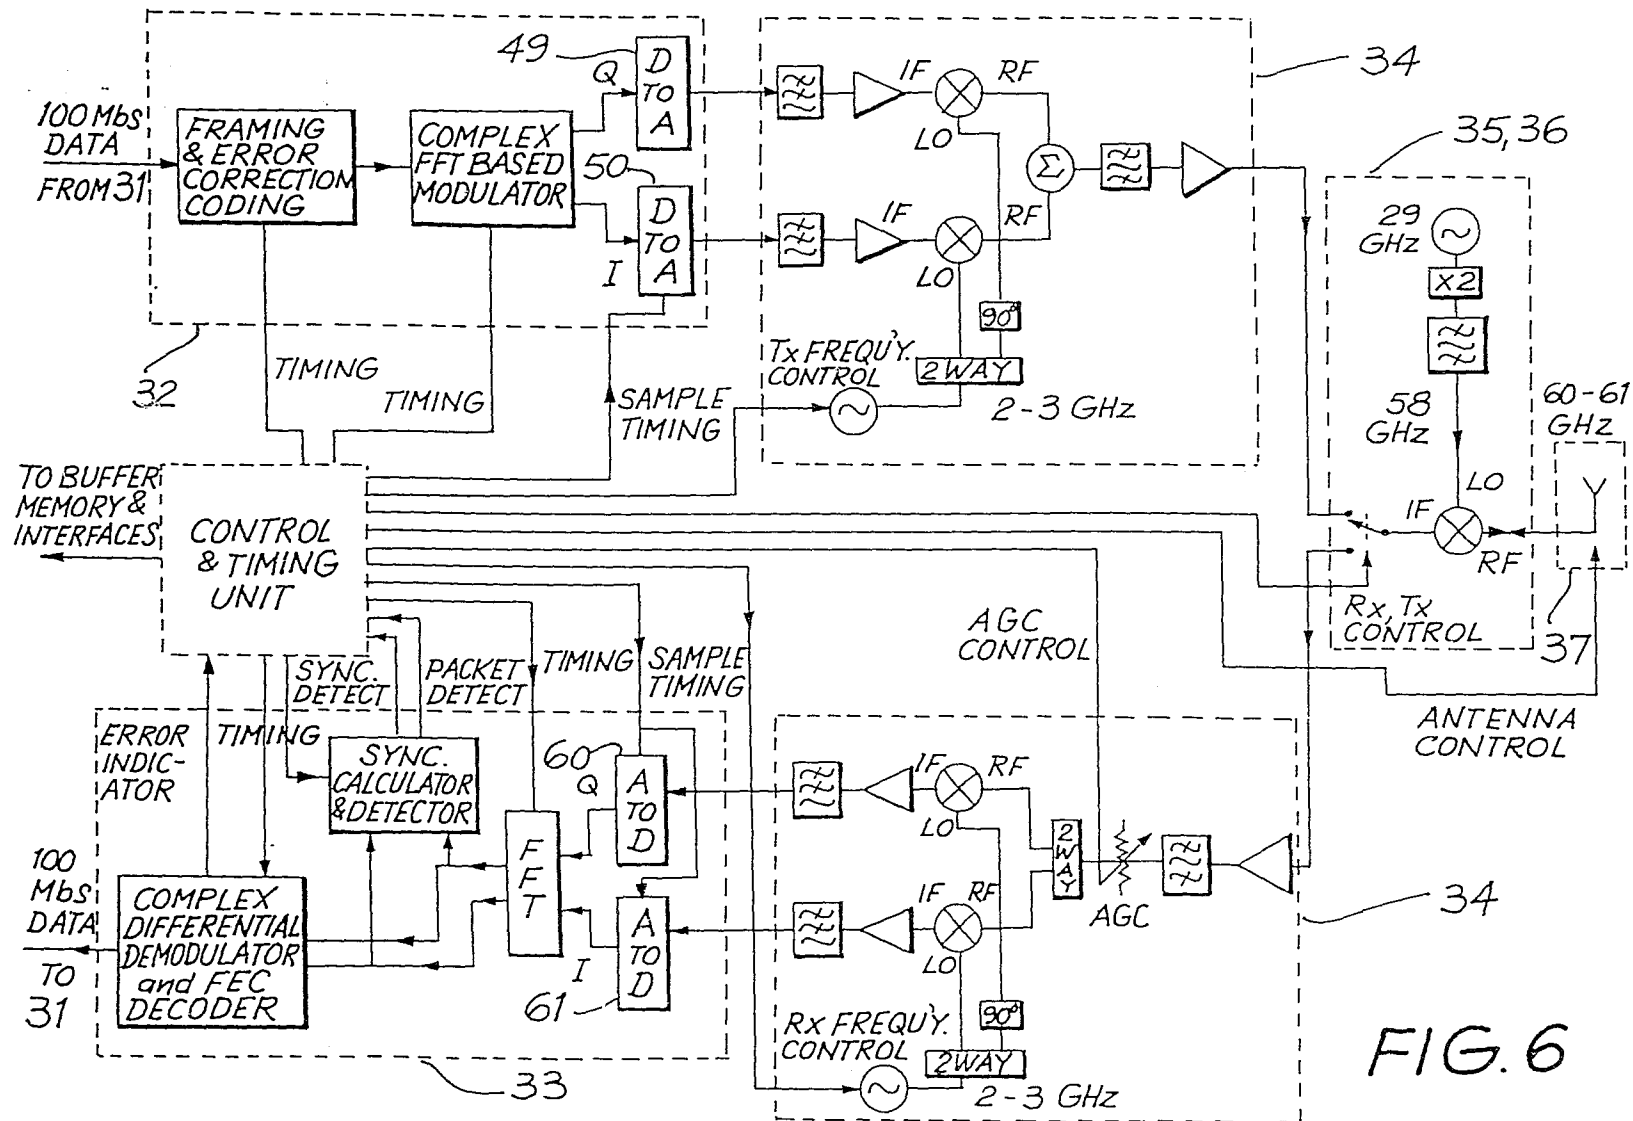 49
34
35,36
Q
D
TO
A
IF
RF
LO
100 Mbs
DATA
FROM 31
FRAMING
& ERROR
CORRECTION
CODING
COMPLEX
FFT BASED
MODULATOR
50
D
TO
A
I
Σ
IF
RF
LO
29
GHz
X2
90°
32
TIMING
TIMING
SAMPLE
TIMING
Tx FREQU'Y.
CONTROL
2 WAY
2-3 GHz
58
GHz
60-61
GHz
TO BUFFER
MEMORY &
INTERFACES
CONTROL
& TIMING
UNIT
LO
IF
RF
Rx, Tx
CONTROL
37
AGC
CONTROL
SYNC.
DETECT
PACKET
DETECT
TIMING
SAMPLE
TIMING
ANTENNA
CONTROL
ERROR
INDIC-
ATOR
TIMING
SYNC.
CALCULATOR
& DETECTOR
60
Q
A
TO
D
IF
RF
LO
2
WAY
AGC
34
100
MbS
DATA
TO
31
COMPLEX
DIFFERENTIAL
DEMODULATOR
and FEC
DECODER
FFT
I
A
TO
D
61
IF
RF
LO
90°
Rx FREQU'Y.
CONTROL
2WAY
2-3 GHz
33
FIG. 6